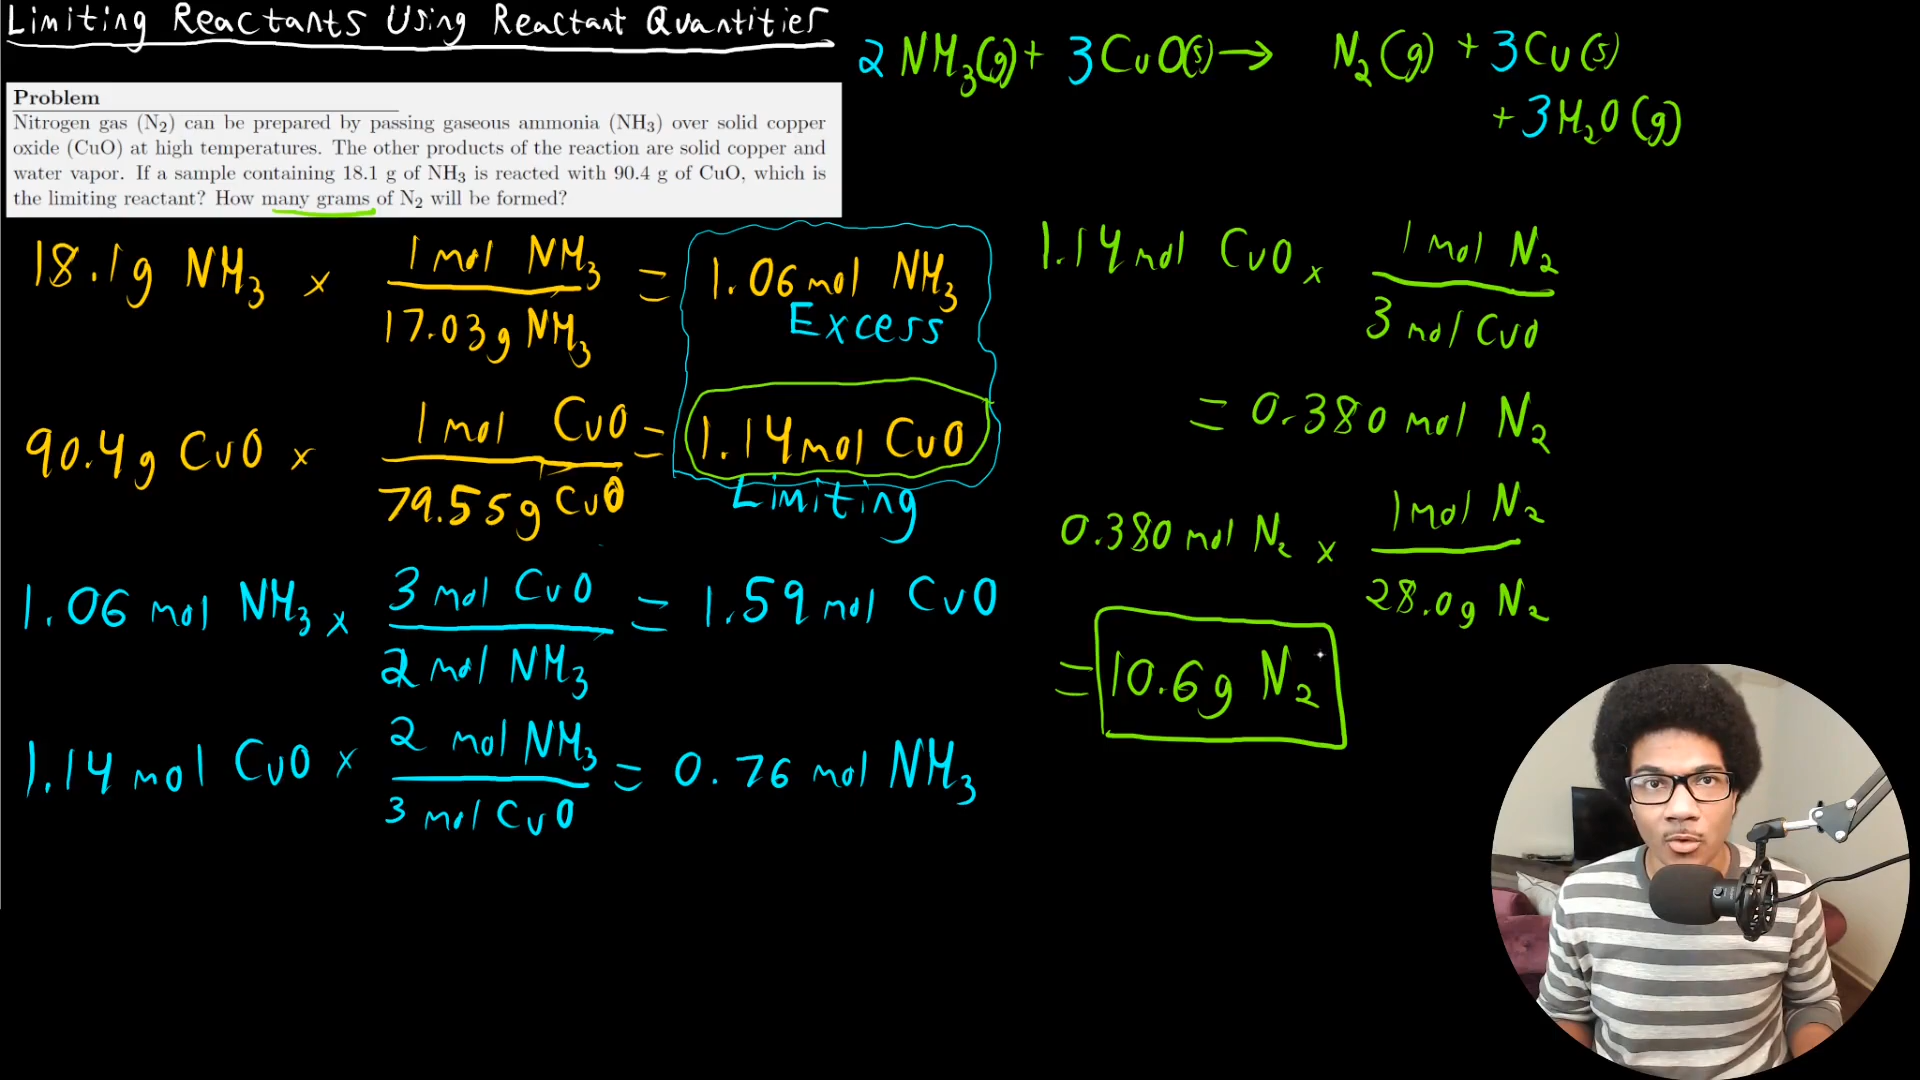 Limiting Reactants Using Reactant Quantities
Problem
Nitrogen gas (N₂) can be prepared by passing gaseous ammonia (NH₃) over solid copper
oxide (CuO) at high temperatures. The other products of the reaction are solid copper and
water vapor. If a sample containing 18.1 g of NH₃ is reacted with 90.4 g of CuO, which is
the limiting reactant? How many grams of N₂ will be formed?
2 NH₃(g) + 3CuO(s) → N₂(g) + 3Cu(s)
+ 3H₂O(g)
18.1g NH₃ × 1 mol NH₃ / 17.03g NH₃ = 1.06 mol NH₃
Excess
90.4g CuO × 1 mol CuO / 79.55g CuO = 1.14 mol CuO
Limiting
1.06 mol NH₃ × 3 mol CuO / 2 mol NH₃ = 1.59 mol CuO
1.14 mol CuO × 2 mol NH₃ / 3 mol CuO = 0.76 mol NH₃
1.14 mol CuO × 1 mol N₂ / 3 mol CuO
= 0.380 mol N₂
0.380 mol N₂ × 1 mol N₂ / 28.0g N₂
= 10.6g N₂